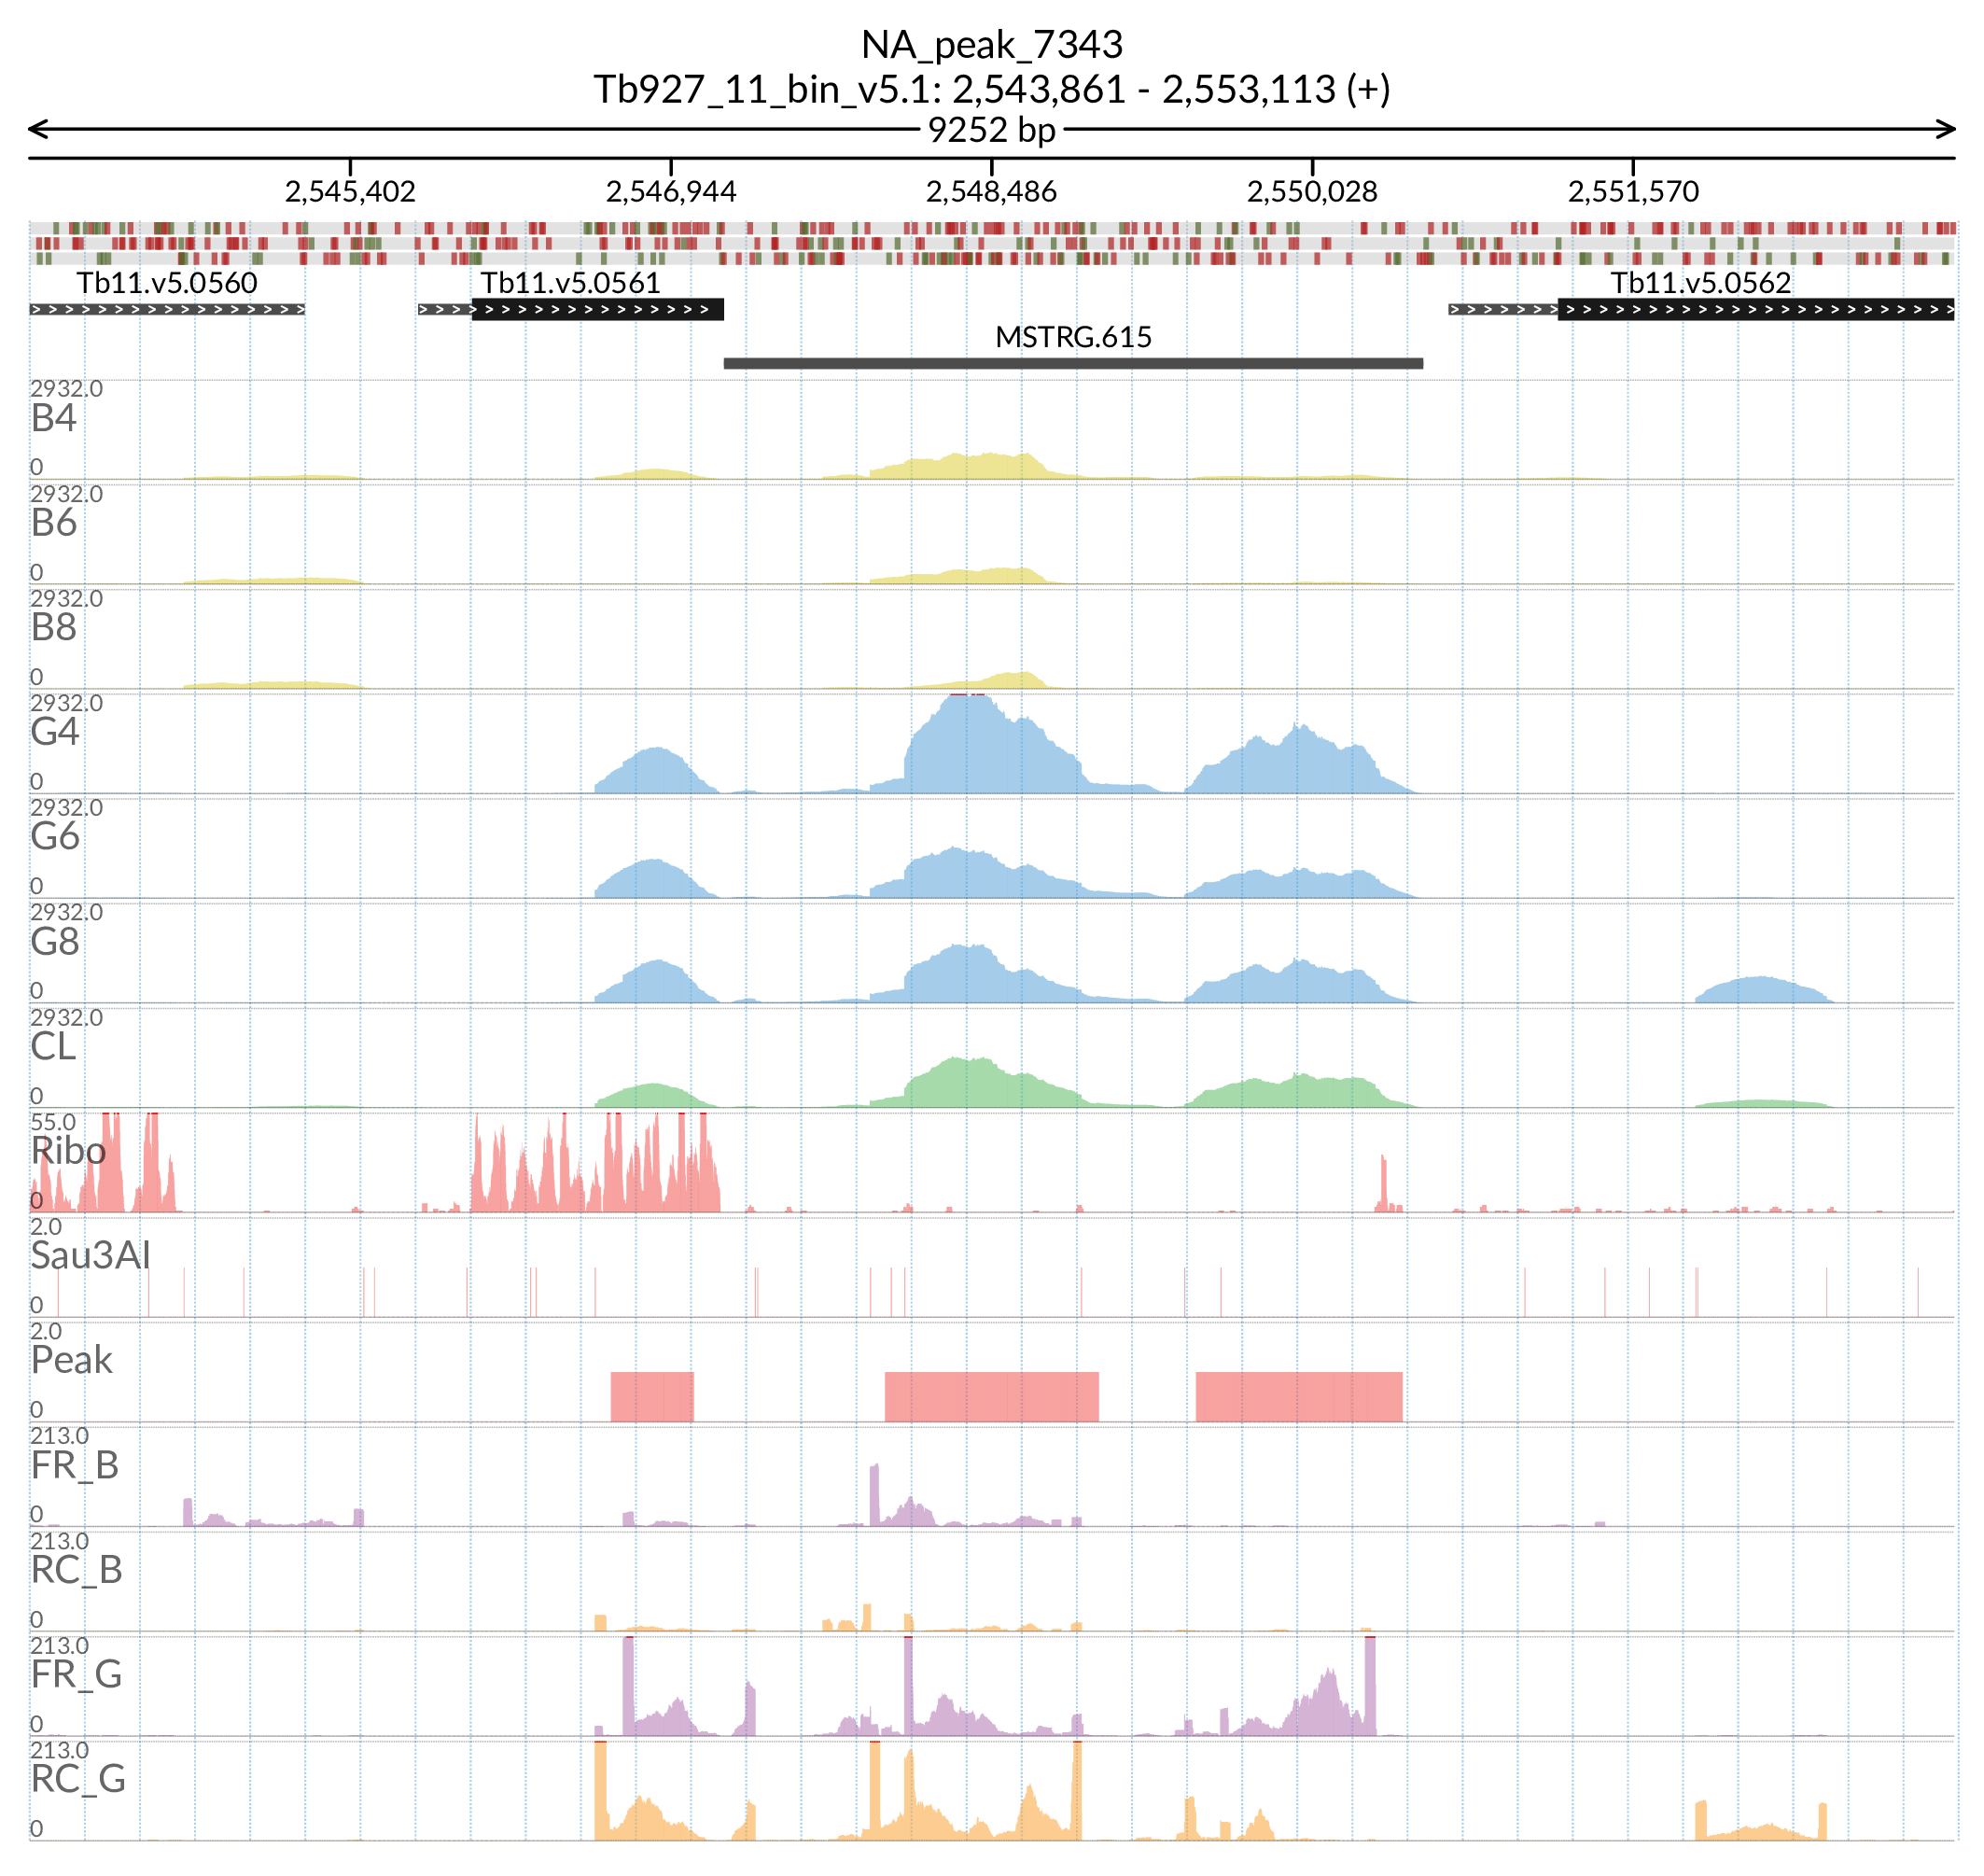 NA_peak_7343
Tb927_11_bin_v5.1: 2,543,861 - 2,553,113 (+)
9252 bp
2,545,402 2,546,944 2,548,486 2,550,028 2,551,570
Tb11.v5.0560 Tb11.v5.0561 Tb11.v5.0562
MSTRG.615
2932.0
B4
0
2932.0
B6
0
2932.0
B8
0
2932.0
G4
0
2932.0
G6
0
2932.0
G8
0
2932.0
CL
0
55.0
Ribo
0
2.0
Sau3AI
0
2.0
Peak
0
213.0
FR_B
0
213.0
RC_B
0
213.0
FR_G
0
213.0
RC_G
0